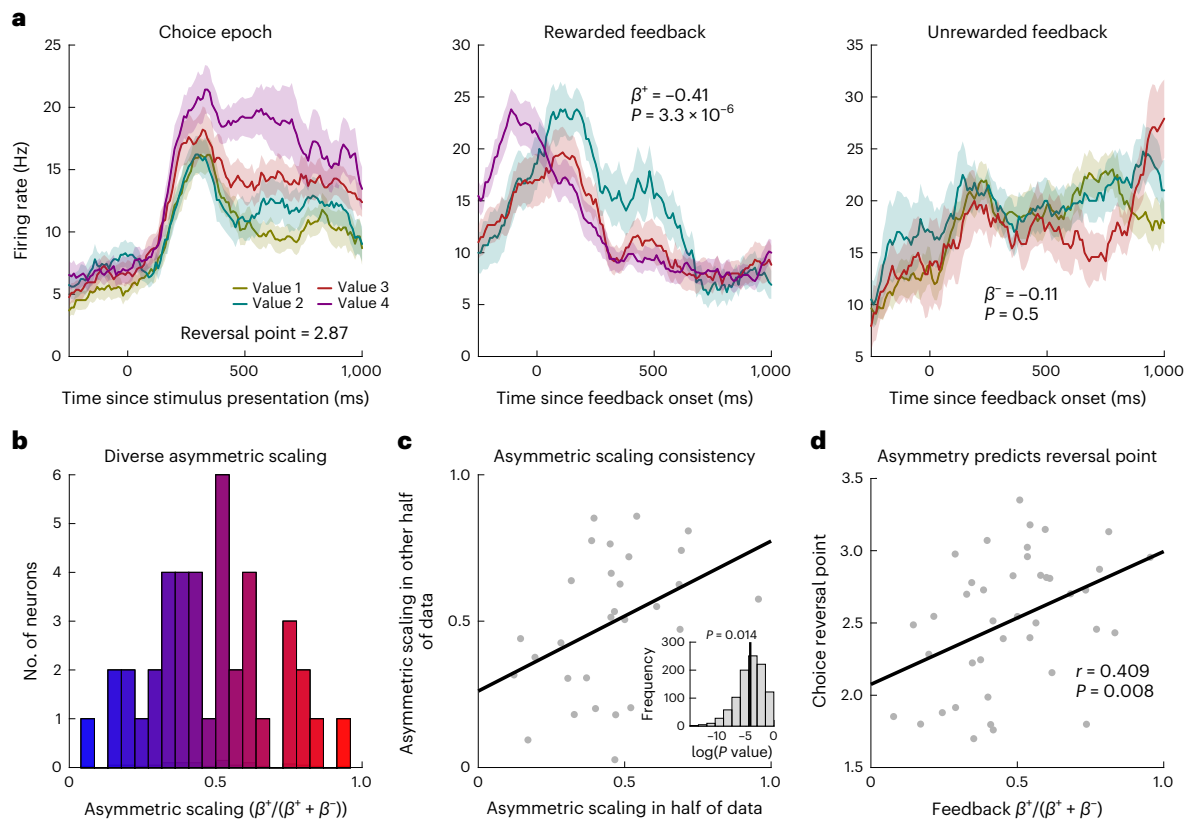 a
Choice epoch
Rewarded feedback
Unrewarded feedback
Firing rate (Hz)
25
20
15
10
5
0
Value 1
Value 2
Value 3
Value 4
Reversal point = 2.87
0
500
1,000
Time since stimulus presentation (ms)
30
25
20
15
10
5
0
β⁺ = −0.41
P = 3.3 × 10⁻⁶
0
500
1,000
Time since feedback onset (ms)
35
30
25
20
15
10
5
β⁻ = −0.11
P = 0.5
0
500
1,000
Time since feedback onset (ms)
b
Diverse asymmetric scaling
No. of neurons
6
5
4
3
2
1
0
0
0.5
1.0
Asymmetric scaling (β⁺/(β⁺ + β⁻))
c
Asymmetric scaling consistency
Asymmetric scaling in other half
of data
1.0
0.5
0
P = 0.014
Frequency
300
200
100
0
−10
−5
0
log(P value)
0
0.5
1.0
Asymmetric scaling in half of data
d
Asymmetry predicts reversal point
Choice reversal point
3.5
3.0
2.5
2.0
1.5
r = 0.409
P = 0.008
0
0.5
1.0
Feedback β⁺/(β⁺ + β⁻)